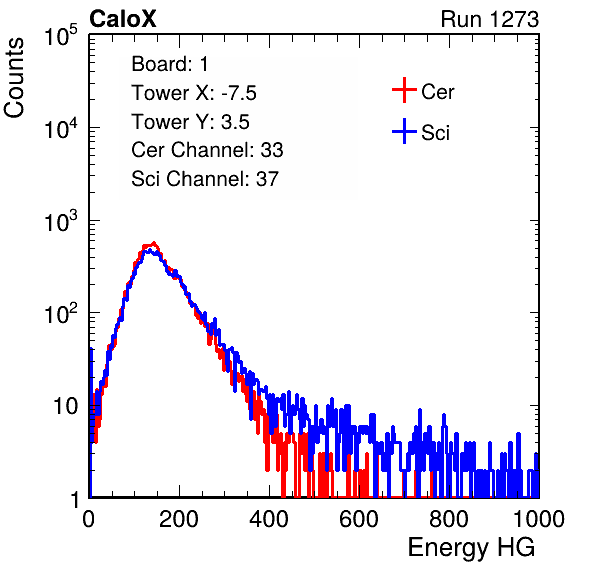 CaloX Run 1273
Counts
Board: 1
Tower X: -7.5
Tower Y: 3.5
Cer Channel: 33
Sci Channel: 37
Cer
Sci
10^5
10^4
10^3
10^2
10
1
0 200 400 600 800 1000
Energy HG